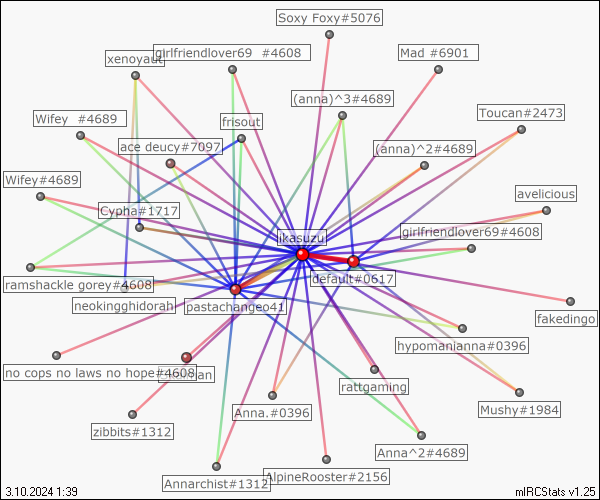 Soxy Foxy#5076
girlfriendlover69 #4608
Mad #6901
xenoyaut
(anna)^3#4689
Wifey #4689
frisout
Toucan#2473
ace deucy#7097
(anna)^2#4689
Wifey#4689
avelicious
Cypha#1717
ikasuzu
girlfriendlover69#4608
ramshackle gorey#4608
default#0617
neokingghidorah
pastachangeo41
fakedingo
hypomanianna#0396
no cops no laws no hope#4608
rattgaming
Anna.#0396
Mushy#1984
zibbits#1312
Anna^2#4689
Annarchist#1312
AlpineRooster#2156
3.10.2024 1:39
mIRCStats v1.25